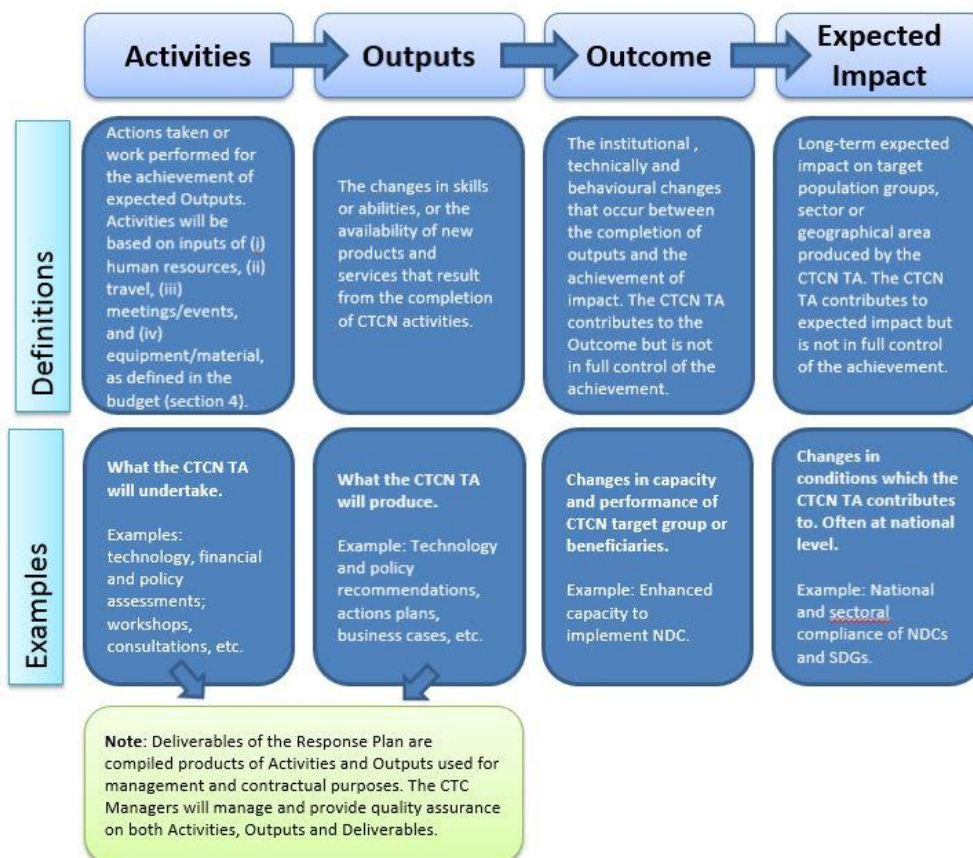 Activities
Outputs
Outcome
Expected
Impact
Definitions
Actions taken or
work performed for
the achievement of
expected Outputs.
Activities will be
based on inputs of (i)
human resources, (ii)
travel, (iii)
meetings/events,
and (iv)
equipment/material,
as defined in the
budget (section 4).
The changes in skills
or abilities, or the
availability of new
products and
services that result
from the completion
of CTCN activities.
The institutional ,
technically and
behavioural changes
that occur between
the completion of
outputs and the
achievement of
impact. The CTCN TA
contributes to the
Outcome but is not
in full control of the
achievement.
Long-term expected
impact on target
population groups,
sector or
geographical area
produced by the
CTCN TA. The CTCN
TA contributes to
expected impact but
is not in full control
of the achievement.
Examples
What the CTCN TA
will undertake.
Examples:
technology, financial
and policy
assessments;
workshops,
consultations, etc.
What the CTCN TA
will produce.
Example: Technology
and policy
recommendations,
actions plans,
business cases, etc.
Changes in capacity
and performance of
CTCN target group or
beneficiaries.
Example: Enhanced
capacity to
implement NDC.
Changes in
conditions which the
CTCN TA contributes
to. Often at national
level.
Example: National
and sectoral
compliance of NDCs
and SDGs.
Note: Deliverables of the Response Plan are
compiled products of Activities and Outputs used for
management and contractual purposes. The CTC
Managers will manage and provide quality assurance
on both Activities, Outputs and Deliverables.